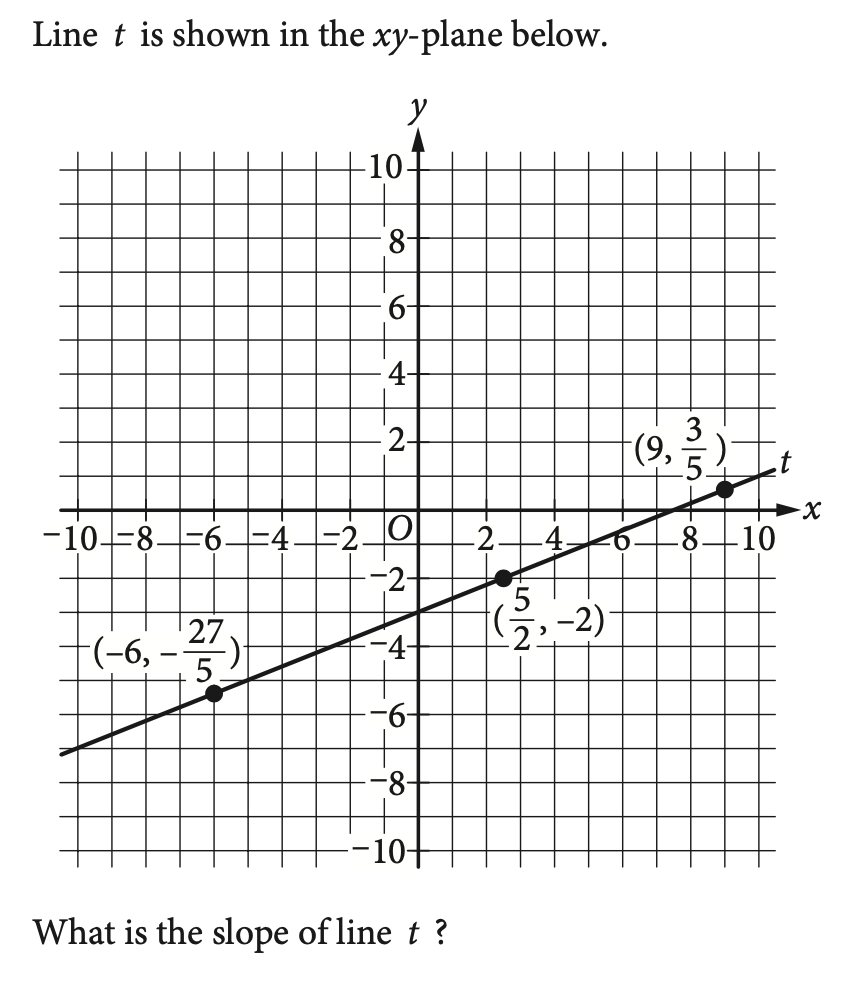 Line t is shown in the xy-plane below.
y
10
8
6
4
2
(9, 3/5)
t
−10 −8 −6 −4 −2 O 2 4 6 8 10 x
−2
(5/2, −2)
(−6, −27/5)
−4
−6
−8
−10
What is the slope of line t ?